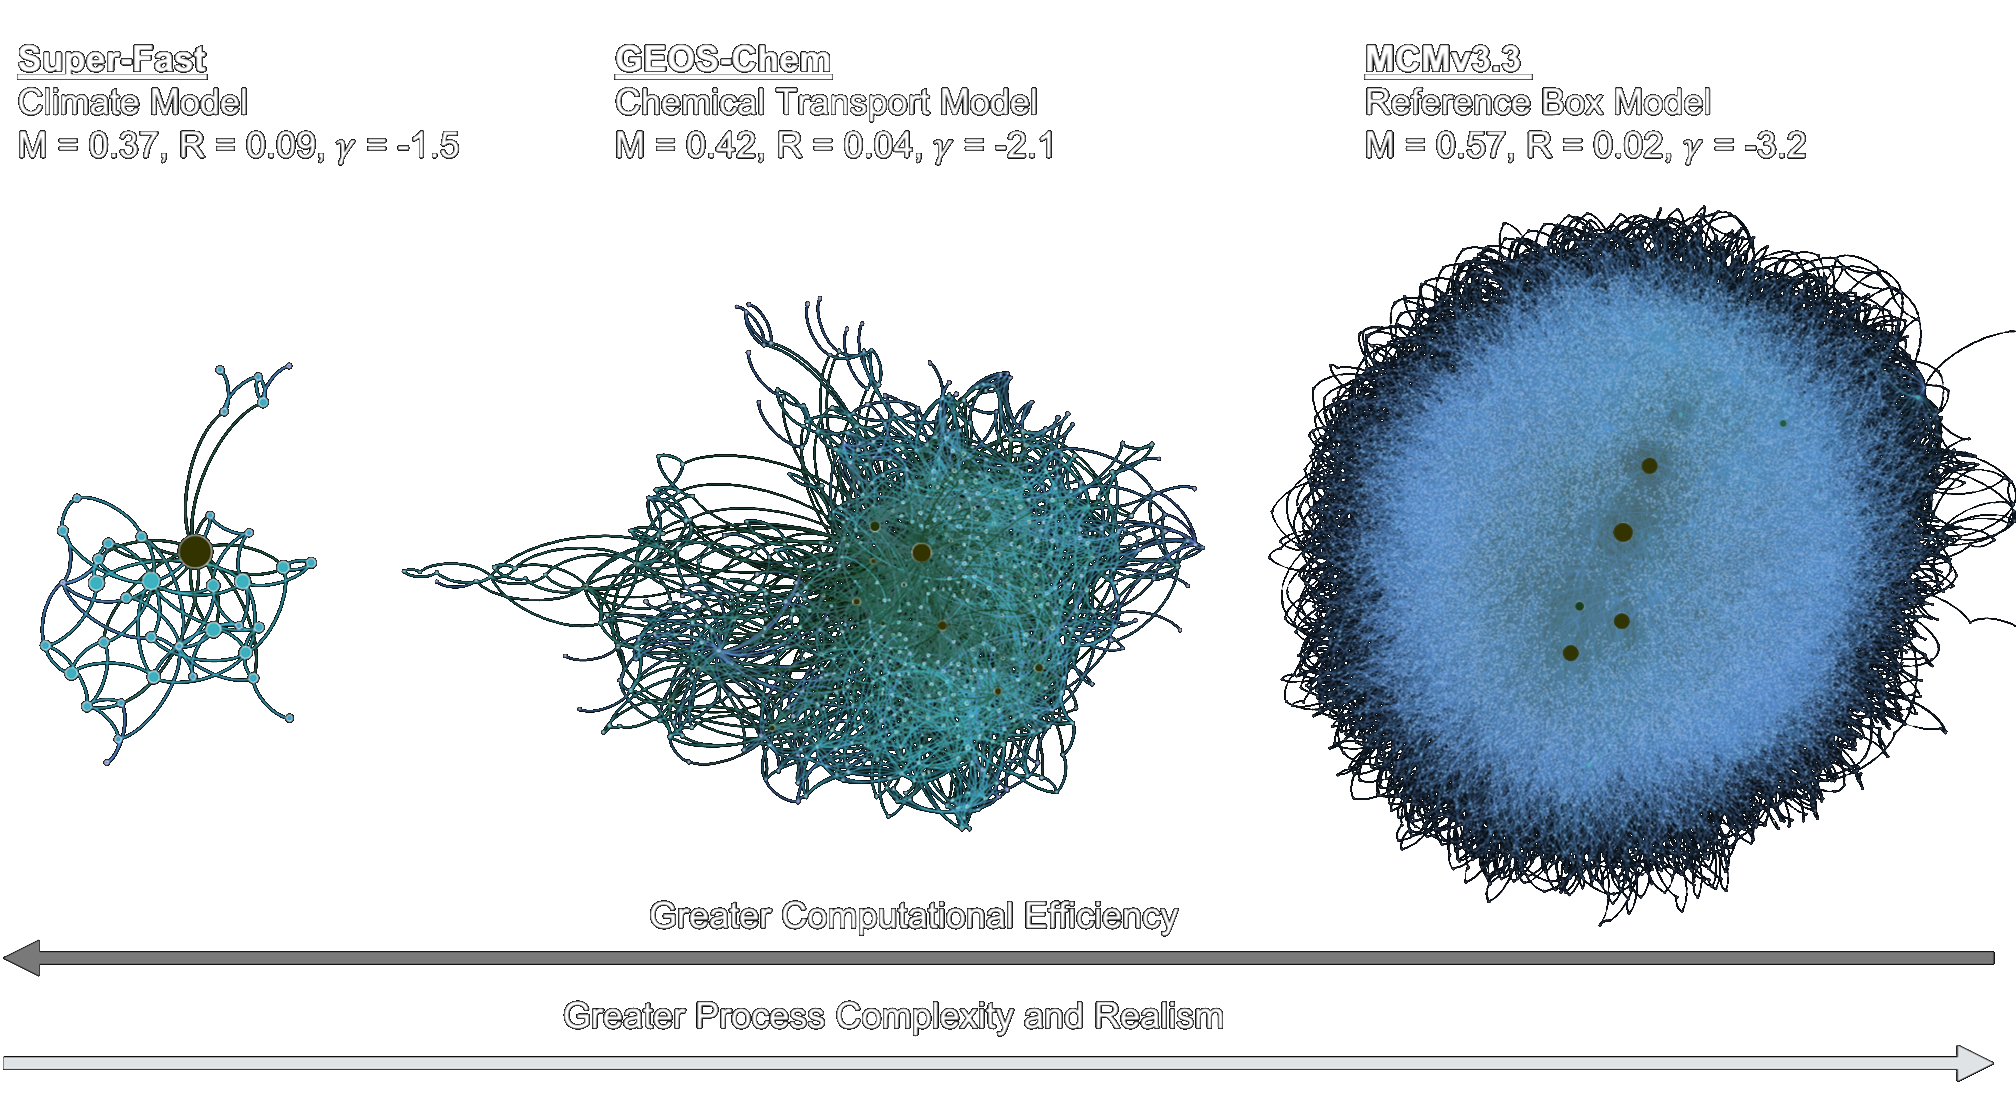 Super-Fast
Climate Model
M = 0.37, R = 0.09, γ = -1.5
GEOS-Chem
Chemical Transport Model
M = 0.42, R = 0.04, γ = -2.1
MCMv3.3
Reference Box Model
M = 0.57, R = 0.02, γ = -3.2
Greater Computational Efficiency
Greater Process Complexity and Realism